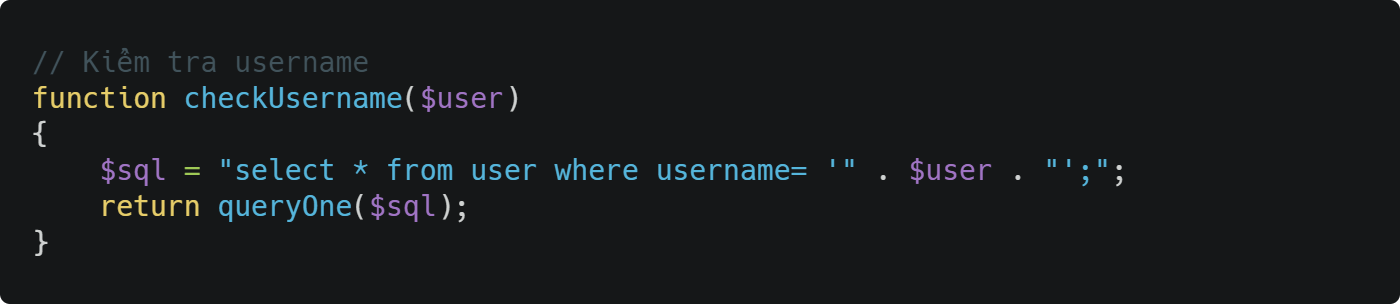 // Kiểm tra username
function checkUsername($user)
{
    $sql = "select * from user where username= '" . $user . "';";
    return queryOne($sql);
}